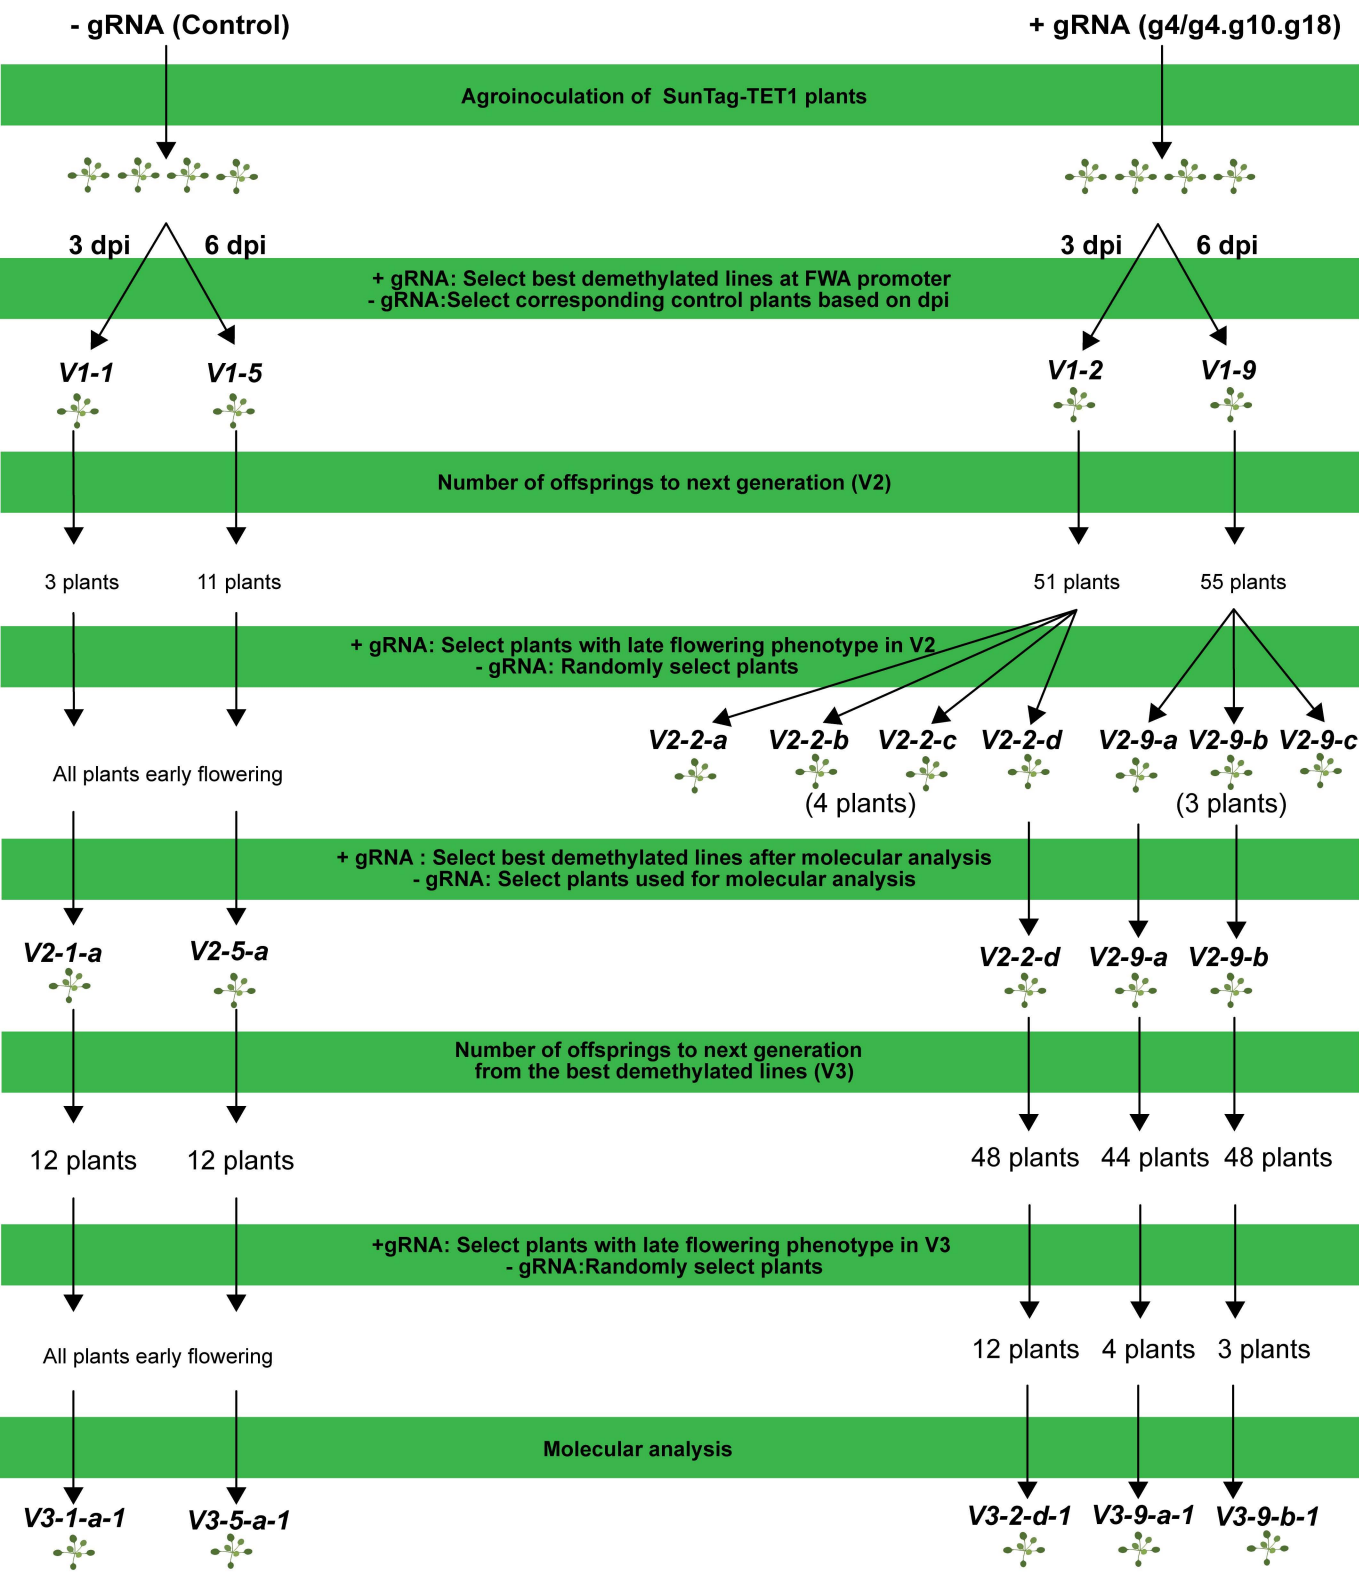 - gRNA (Control)
+ gRNA (g4/g4.g10.g18)
Agroinoculation of SunTag-TET1 plants
3 dpi
6 dpi
3 dpi
6 dpi
+ gRNA: Select best demethylated lines at FWA promoter
- gRNA:Select corresponding control plants based on dpi
V1-1
V1-5
V1-2
V1-9
Number of offsprings to next generation (V2)
3 plants
11 plants
51 plants
55 plants
+ gRNA: Select plants with late flowering phenotype in V2
- gRNA: Randomly select plants
V2-2-a
V2-2-b
V2-2-c
V2-2-d
V2-9-a
V2-9-b
V2-9-c
All plants early flowering
(4 plants)
(3 plants)
+ gRNA : Select best demethylated lines after molecular analysis
- gRNA: Select plants used for molecular analysis
V2-1-a
V2-5-a
V2-2-d
V2-9-a
V2-9-b
Number of offsprings to next generation
from the best demethylated lines (V3)
12 plants
12 plants
48 plants
44 plants
48 plants
+gRNA: Select plants with late flowering phenotype in V3
- gRNA:Randomly select plants
All plants early flowering
12 plants
4 plants
3 plants
Molecular analysis
V3-1-a-1
V3-5-a-1
V3-2-d-1
V3-9-a-1
V3-9-b-1